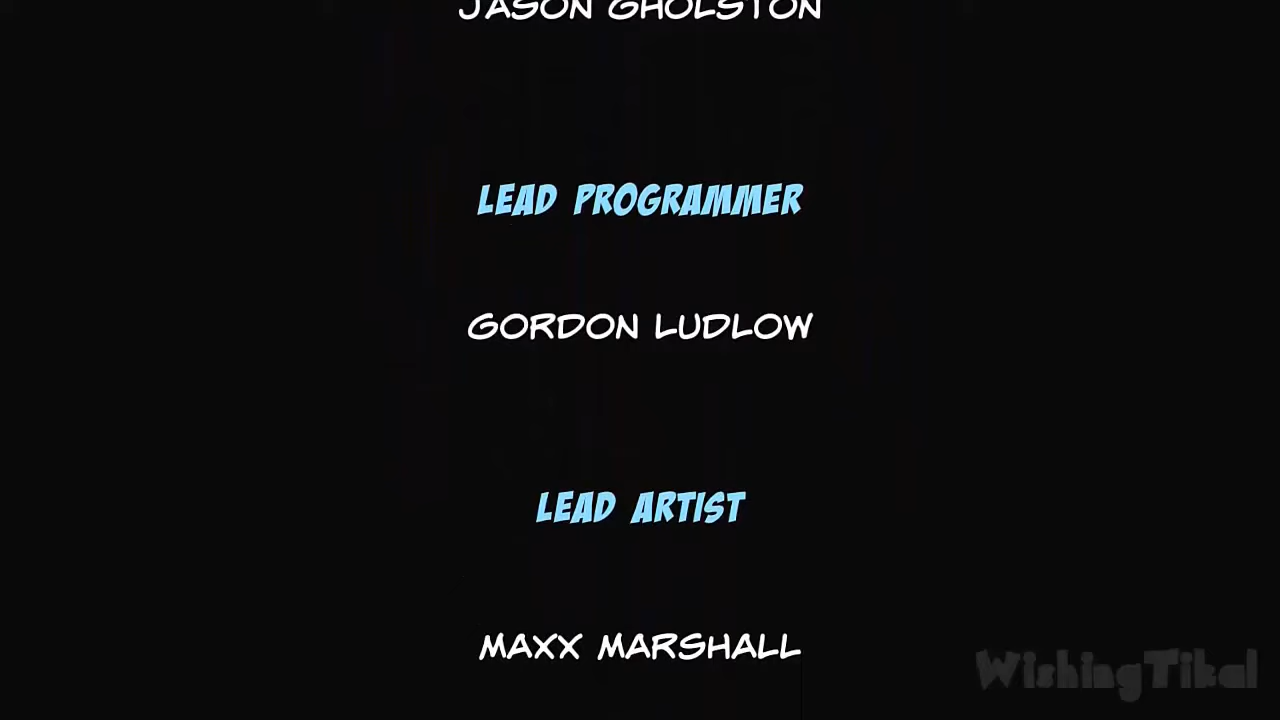 JASON GHOLSTON
LEAD PROGRAMMER
GORDON LUDLOW
LEAD ARTIST
MAXX MARSHALL
WishingTikal